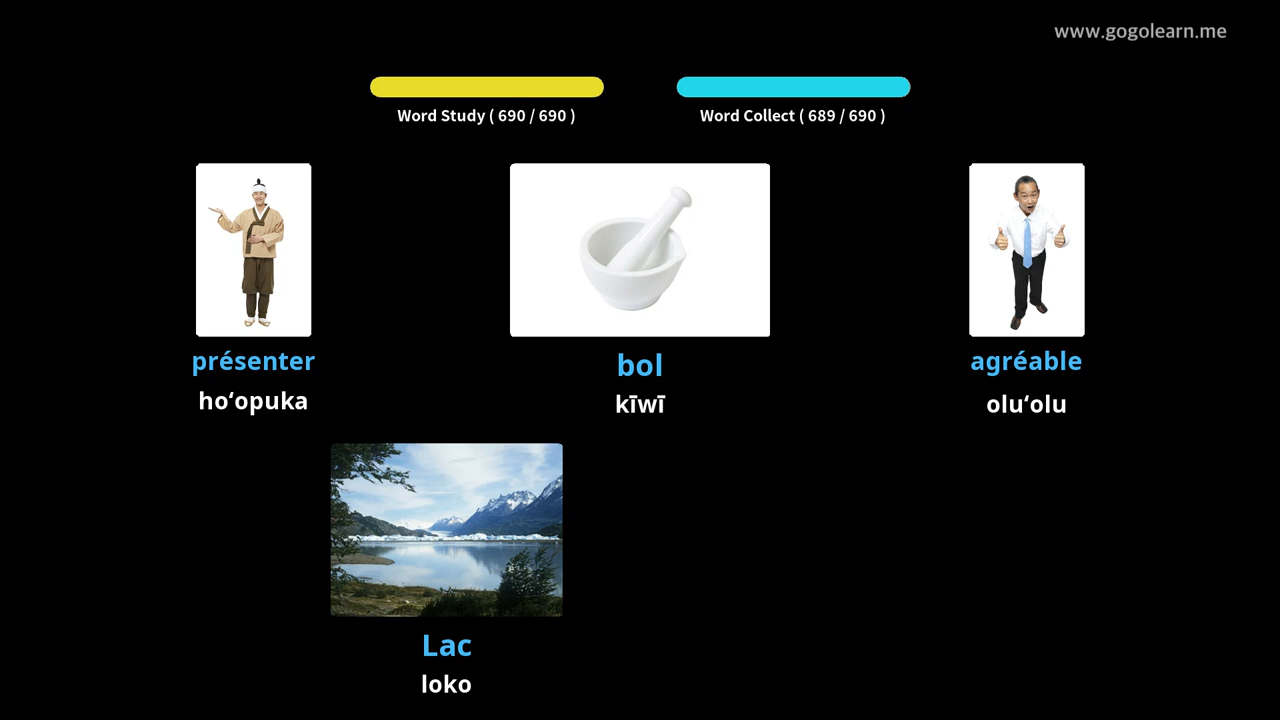 www.gogolearn.me
Word Study ( 690 / 690 )
Word Collect ( 689 / 690 )
présenter
hoʻopuka
bol
kīwī
agréable
oluʻolu
Lac
loko